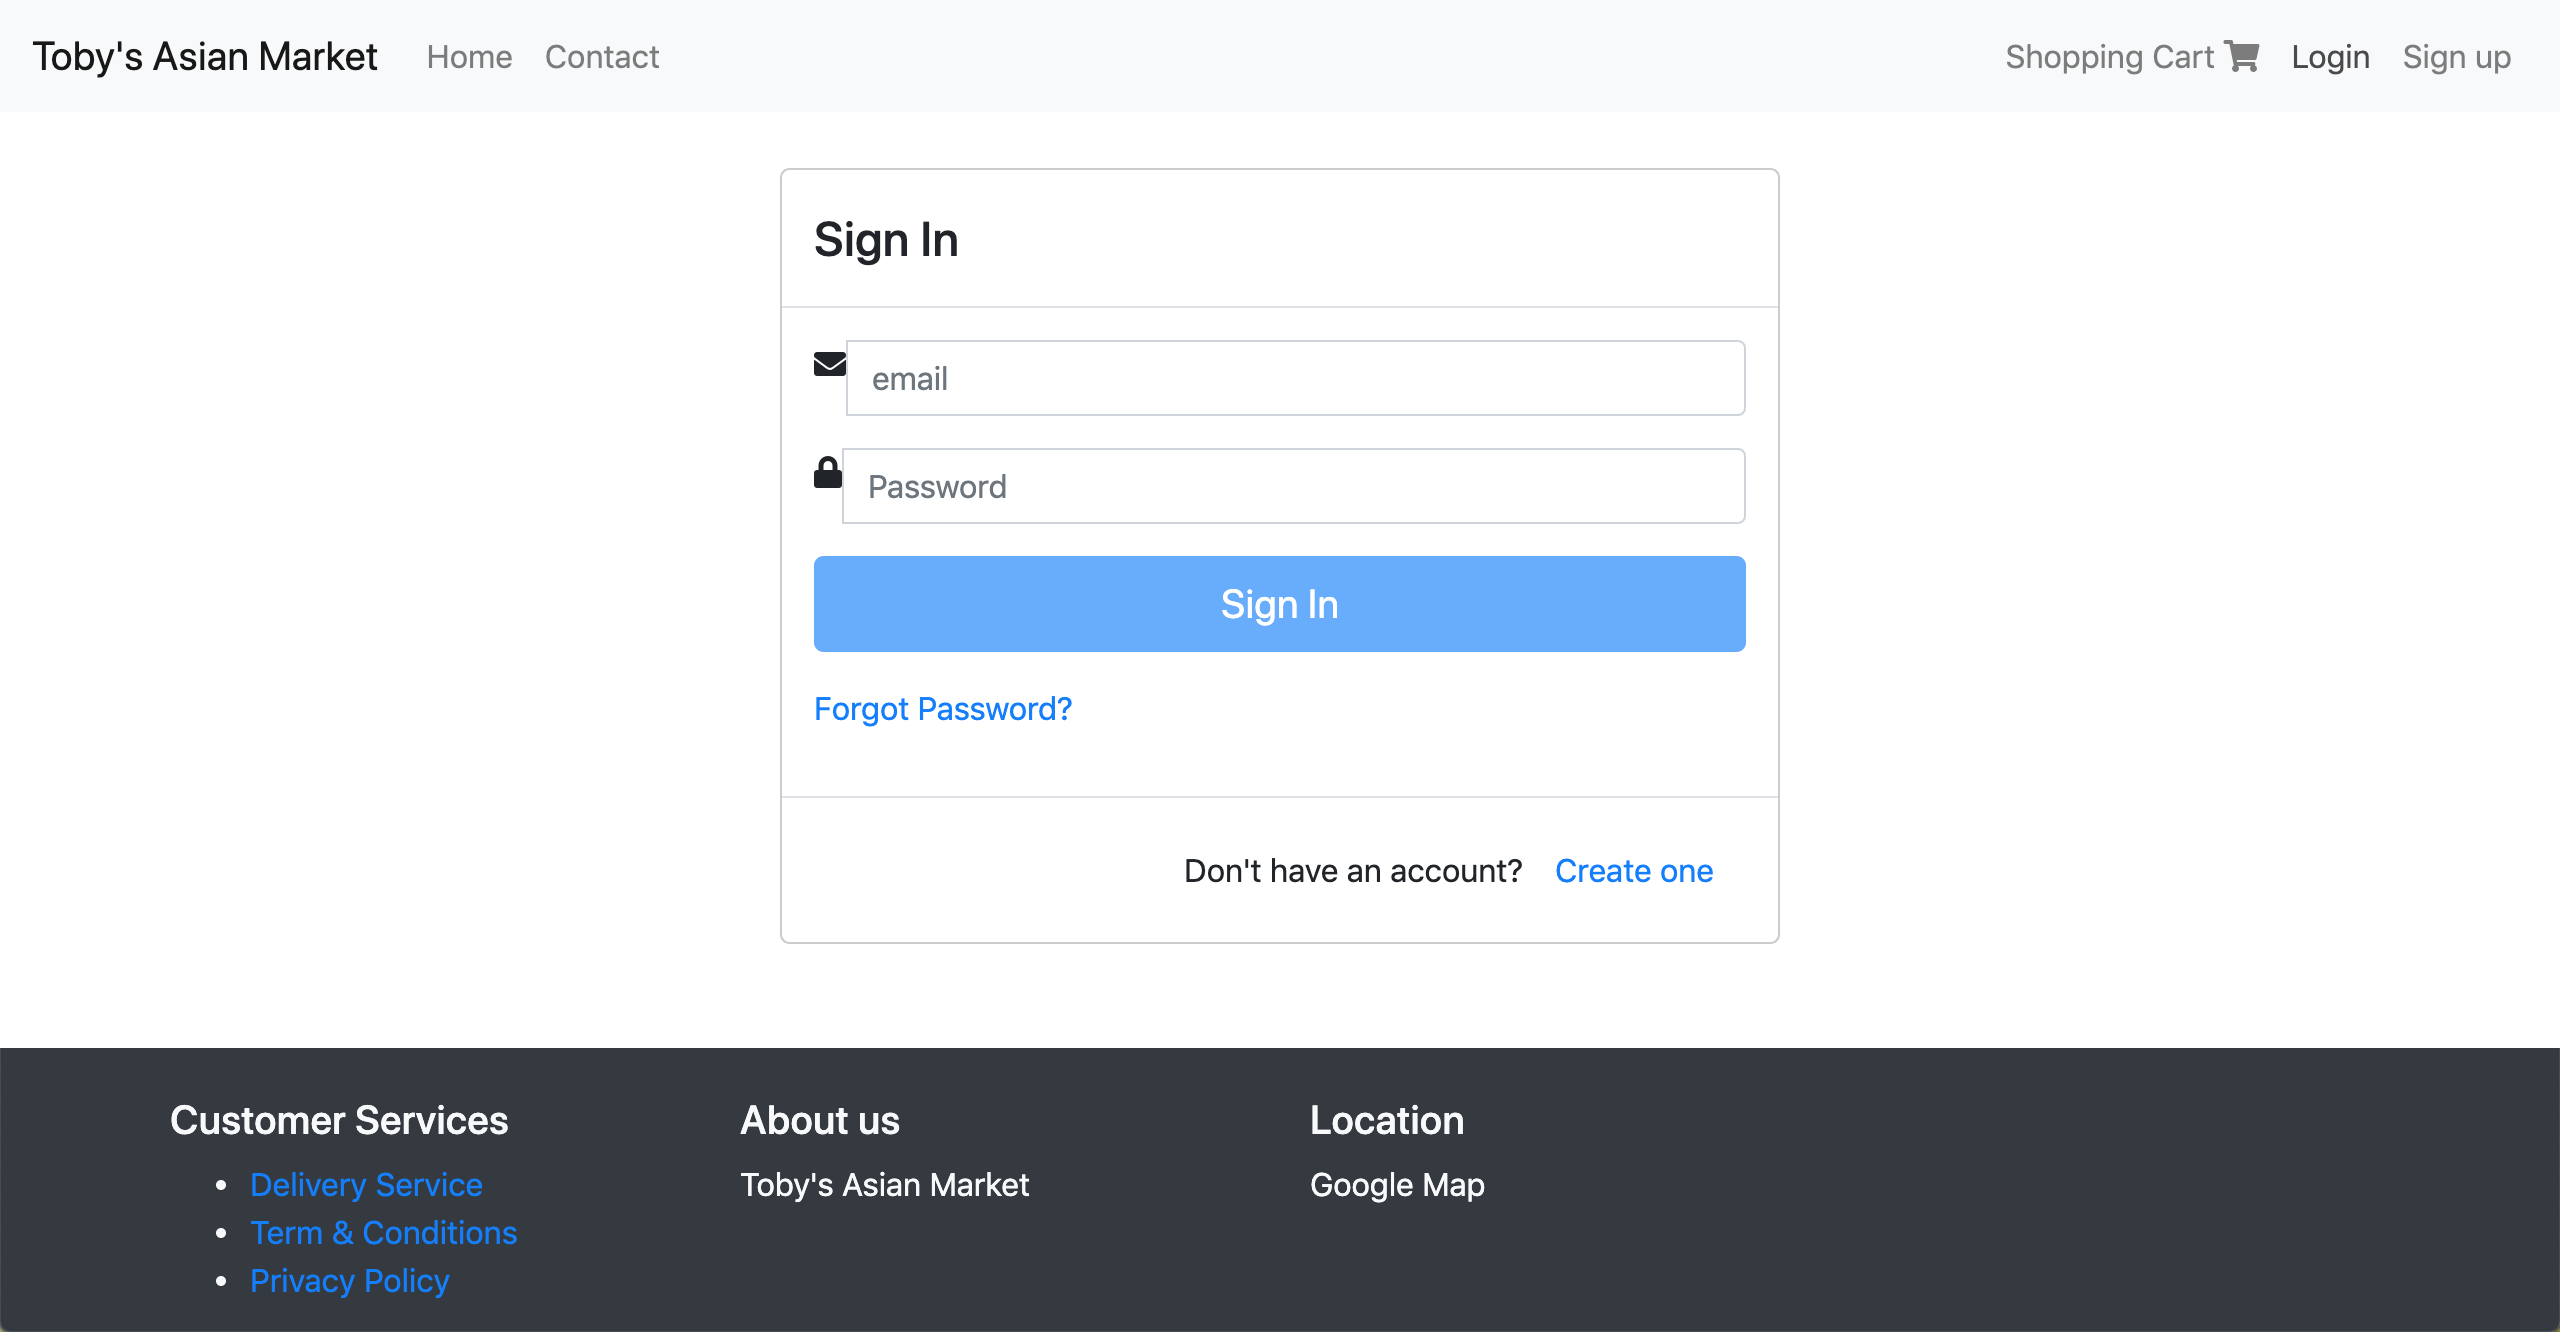 Toby's Asian Market Home Contact Shopping Cart Login Sign up
Sign In
email
Password
Sign In
Forgot Password?
Don't have an account? Create one
Customer Services
Delivery Service
Term & Conditions
Privacy Policy
About us
Toby's Asian Market
Location
Google Map